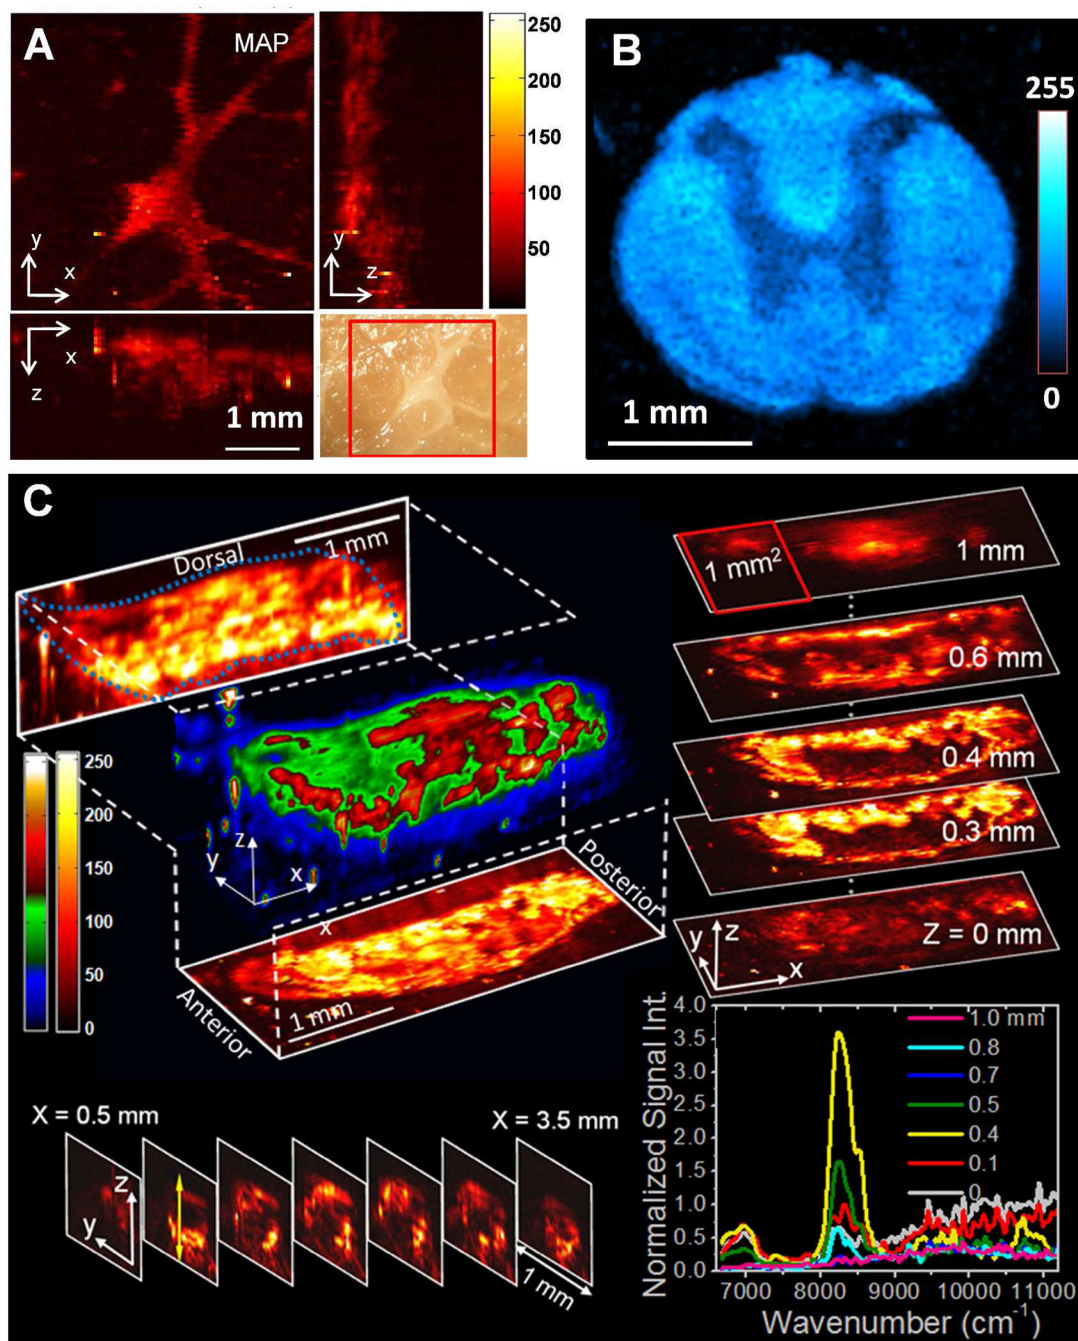 A
MAP
y
x
y
z
250
200
150
100
50
x
z
1 mm
B
255
0
1 mm
C
Dorsal
1 mm
250
200
150
100
50
0
y
z
x
x
Anterior
Posterior
1 mm
1 mm²
1 mm
0.6 mm
0.4 mm
0.3 mm
Z = 0 mm
y
z
x
X = 0.5 mm
X = 3.5 mm
z
y
1 mm
Normalized Signal Int.
4.0
3.5
3.0
2.5
2.0
1.5
1.0
0.5
0.0
1.0 mm
0.8
0.7
0.5
0.4
0.1
0
7000 8000 9000 10000 11000
Wavenumber (cm⁻¹)